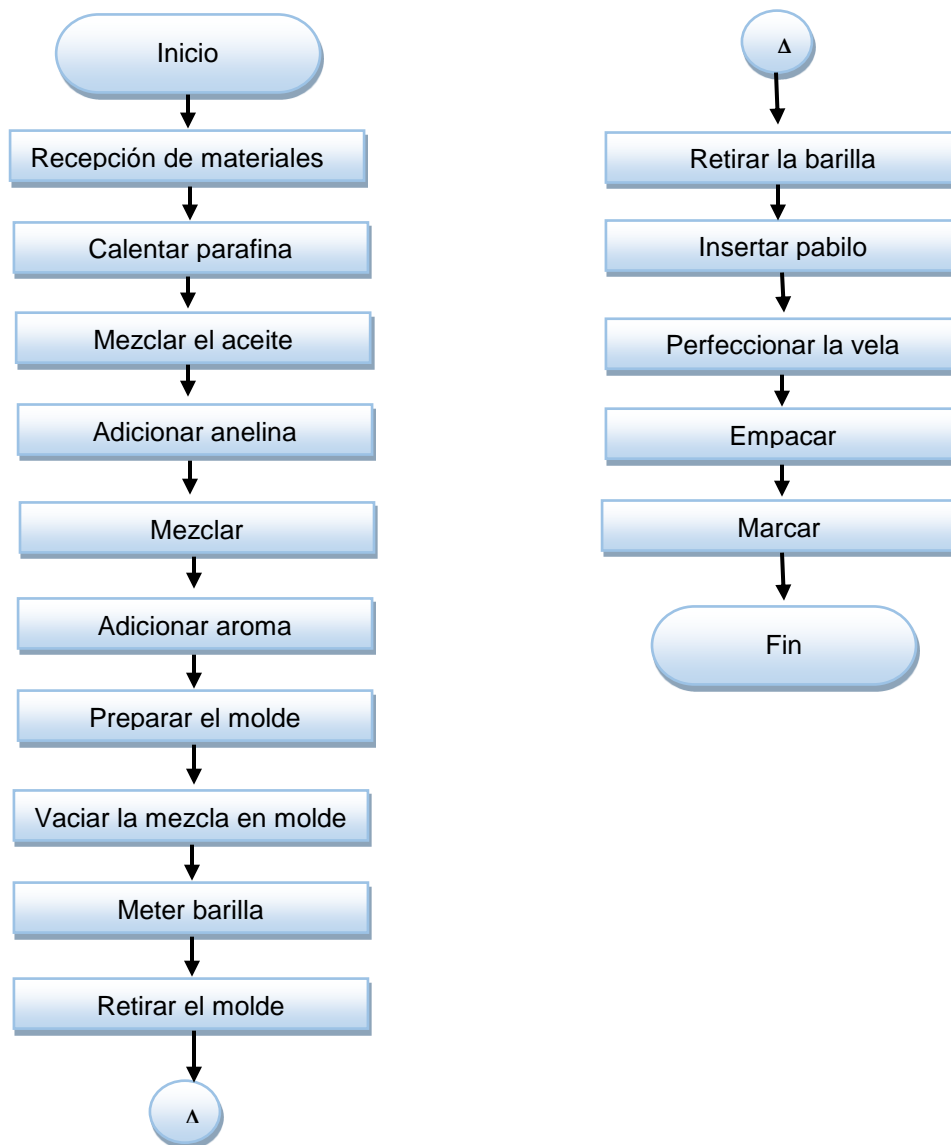 Inicio
Recepción de materiales
Calentar parafina
Mezclar el aceite
Adicionar anelina
Mezclar
Adicionar aroma
Preparar el molde
Vaciar la mezcla en molde
Meter barilla
Retirar el molde
Δ
Δ
Retirar la barilla
Insertar pabilo
Perfeccionar la vela
Empacar
Marcar
Fin